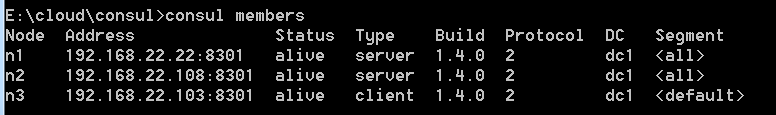 E:\cloud\consul>consul members
Node  Address              Status  Type    Build  Protocol  DC   Segment
n1    192.168.22.22:8301   alive   server  1.4.0  2         dc1  <all>
n2    192.168.22.108:8301  alive   server  1.4.0  2         dc1  <all>
n3    192.168.22.103:8301  alive   client  1.4.0  2         dc1  <default>